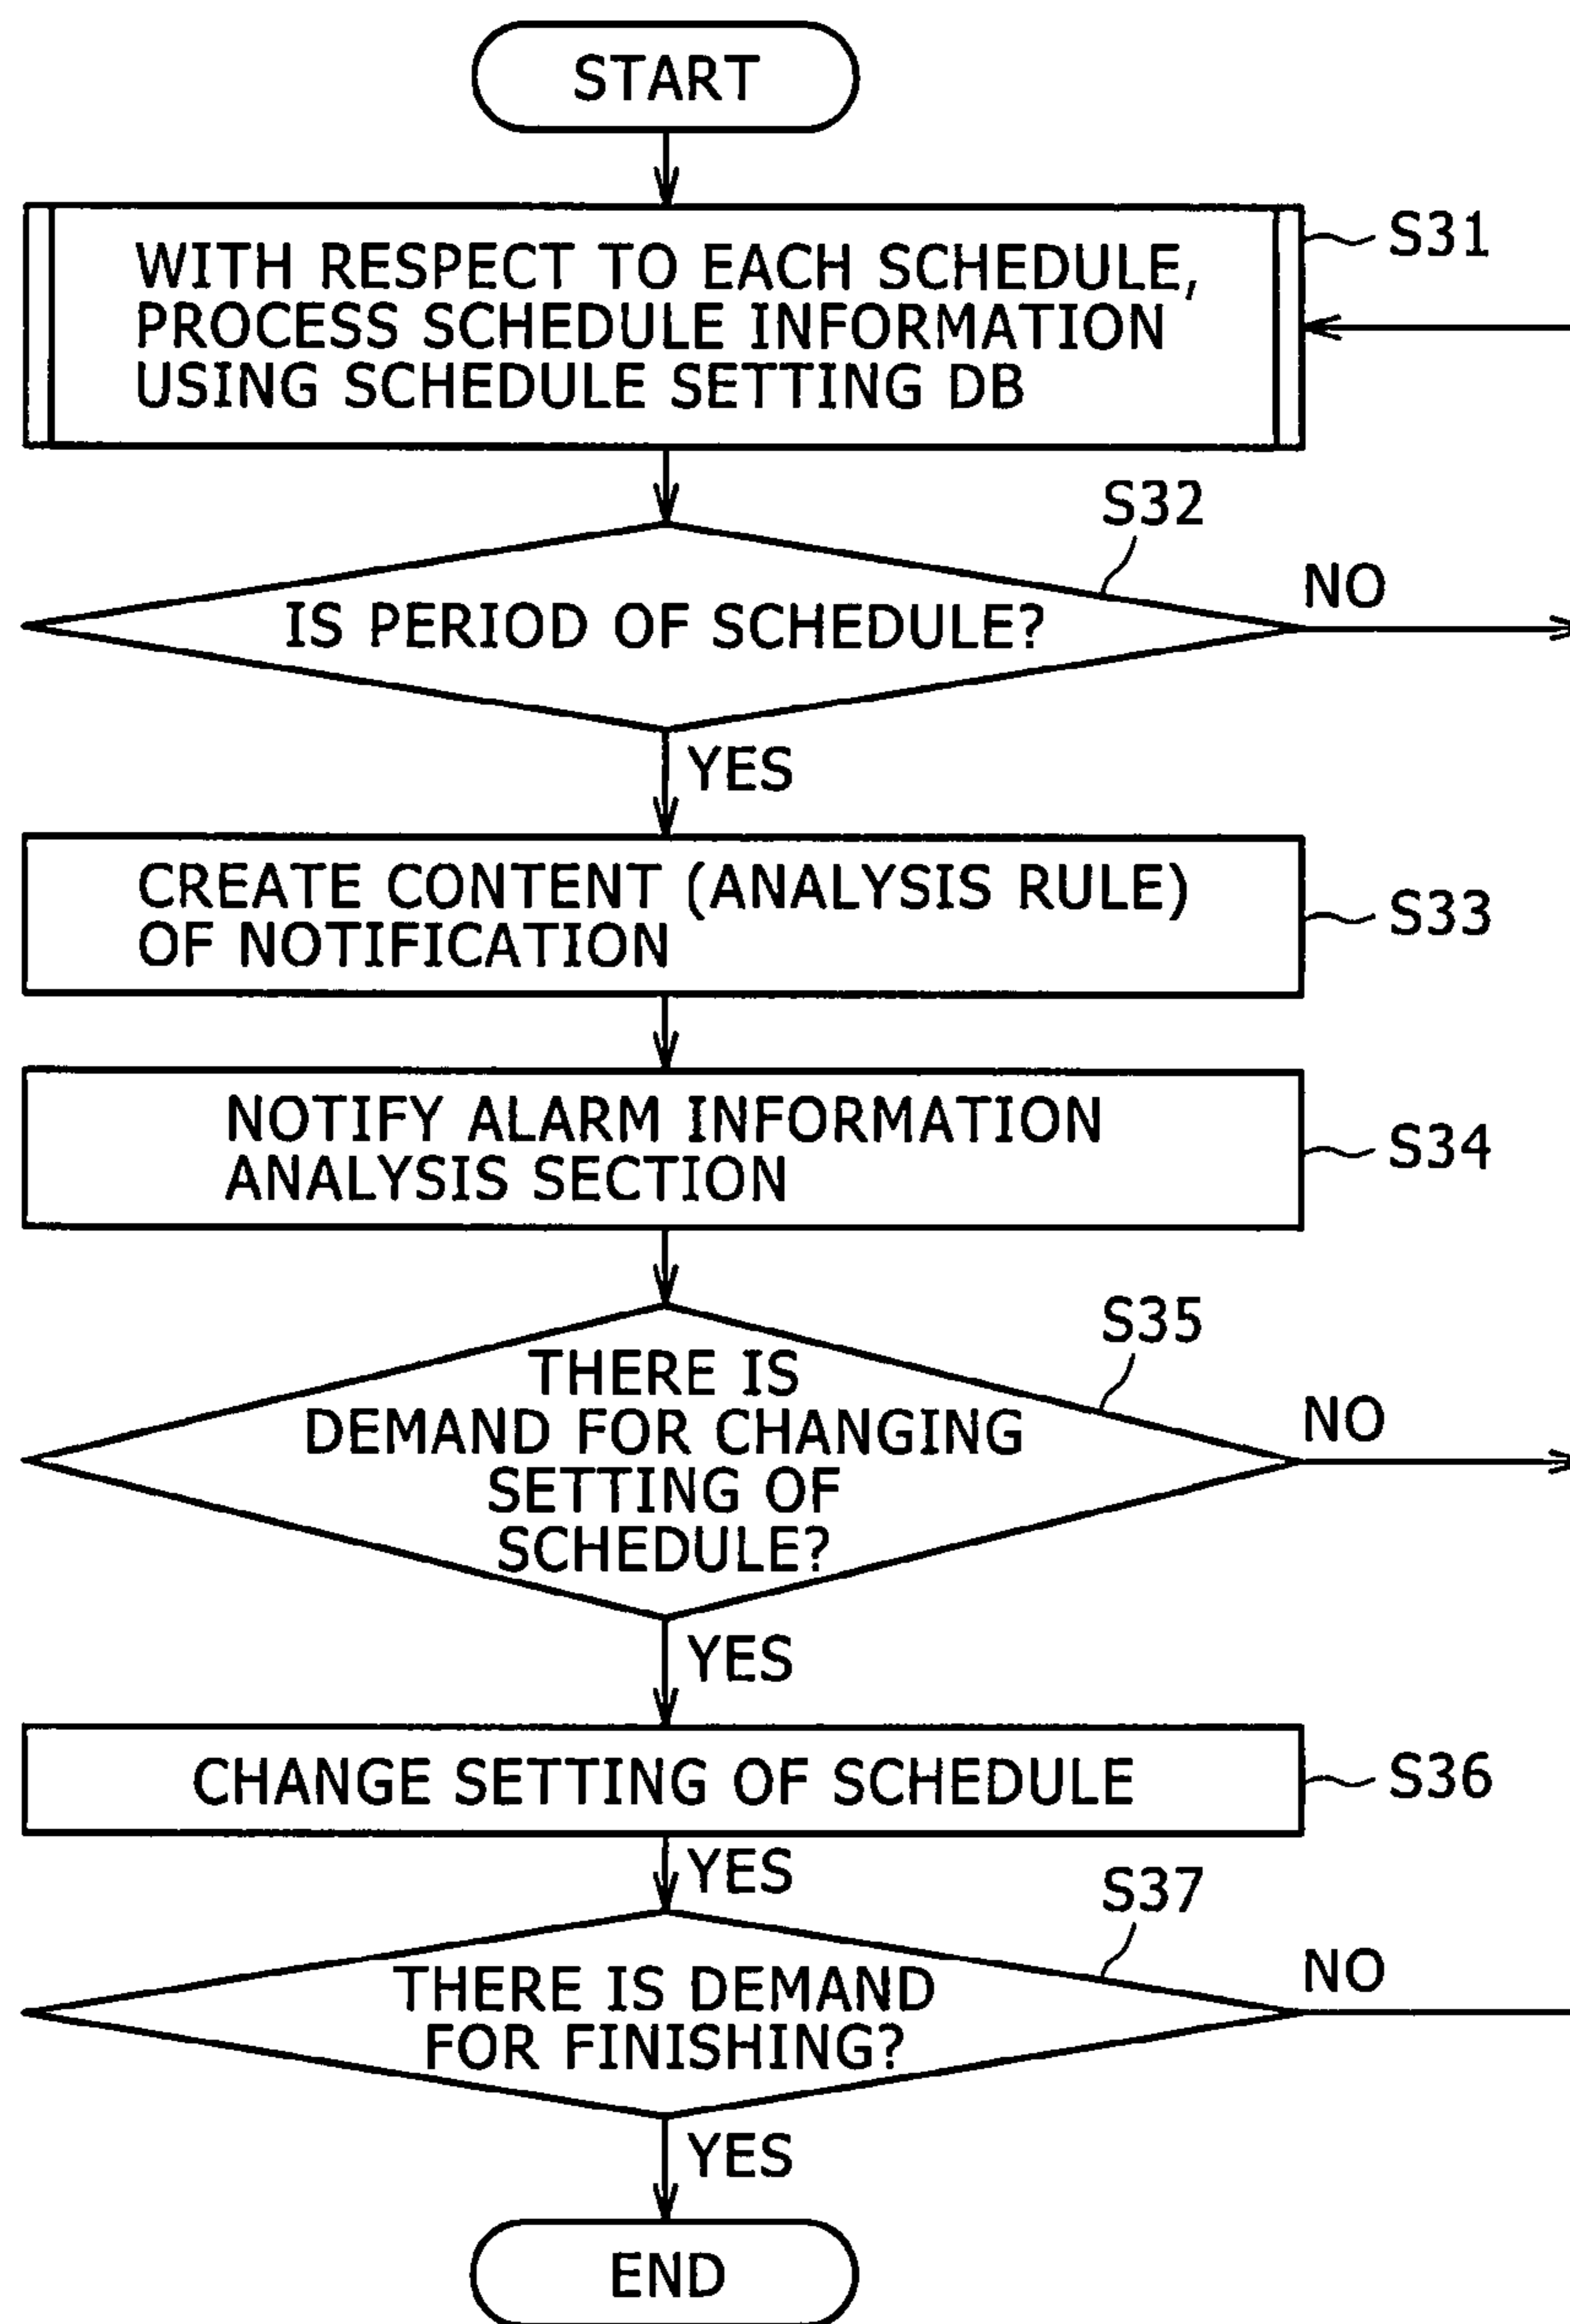 START
WITH RESPECT TO EACH SCHEDULE,
PROCESS SCHEDULE INFORMATION
USING SCHEDULE SETTING DB
S31
S32
IS PERIOD OF SCHEDULE?
NO
YES
CREATE CONTENT (ANALYSIS RULE)
OF NOTIFICATION
S33
NOTIFY ALARM INFORMATION
ANALYSIS SECTION
S34
S35
THERE IS
DEMAND FOR CHANGING
SETTING OF
SCHEDULE?
NO
YES
CHANGE SETTING OF SCHEDULE
S36
YES
S37
THERE IS DEMAND
FOR FINISHING?
NO
YES
END